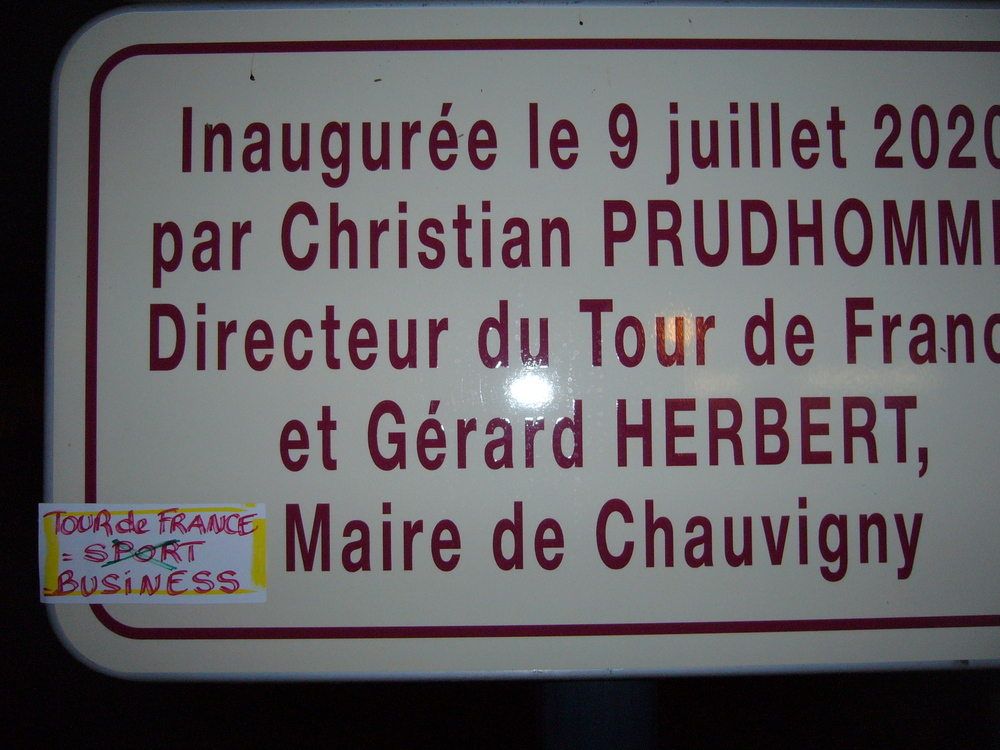 Inaugurée le 9 juillet 2020
par Christian PRUDHOMME
Directeur du Tour de Franc
et Gérard HERBERT,
Maire de Chauvigny
TOUR de FRANCE
= SPORT
= BUSINESS